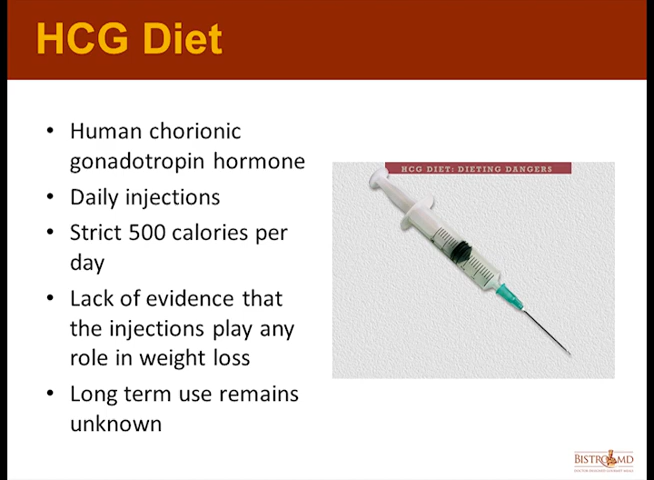 HCG Diet
• Human chorionic
gonadotropin hormone
• Daily injections
• Strict 500 calories per
day
• Lack of evidence that
the injections play any
role in weight loss
• Long term use remains
unknown
HCG DIET: DIETING DANGERS
BISTROMD